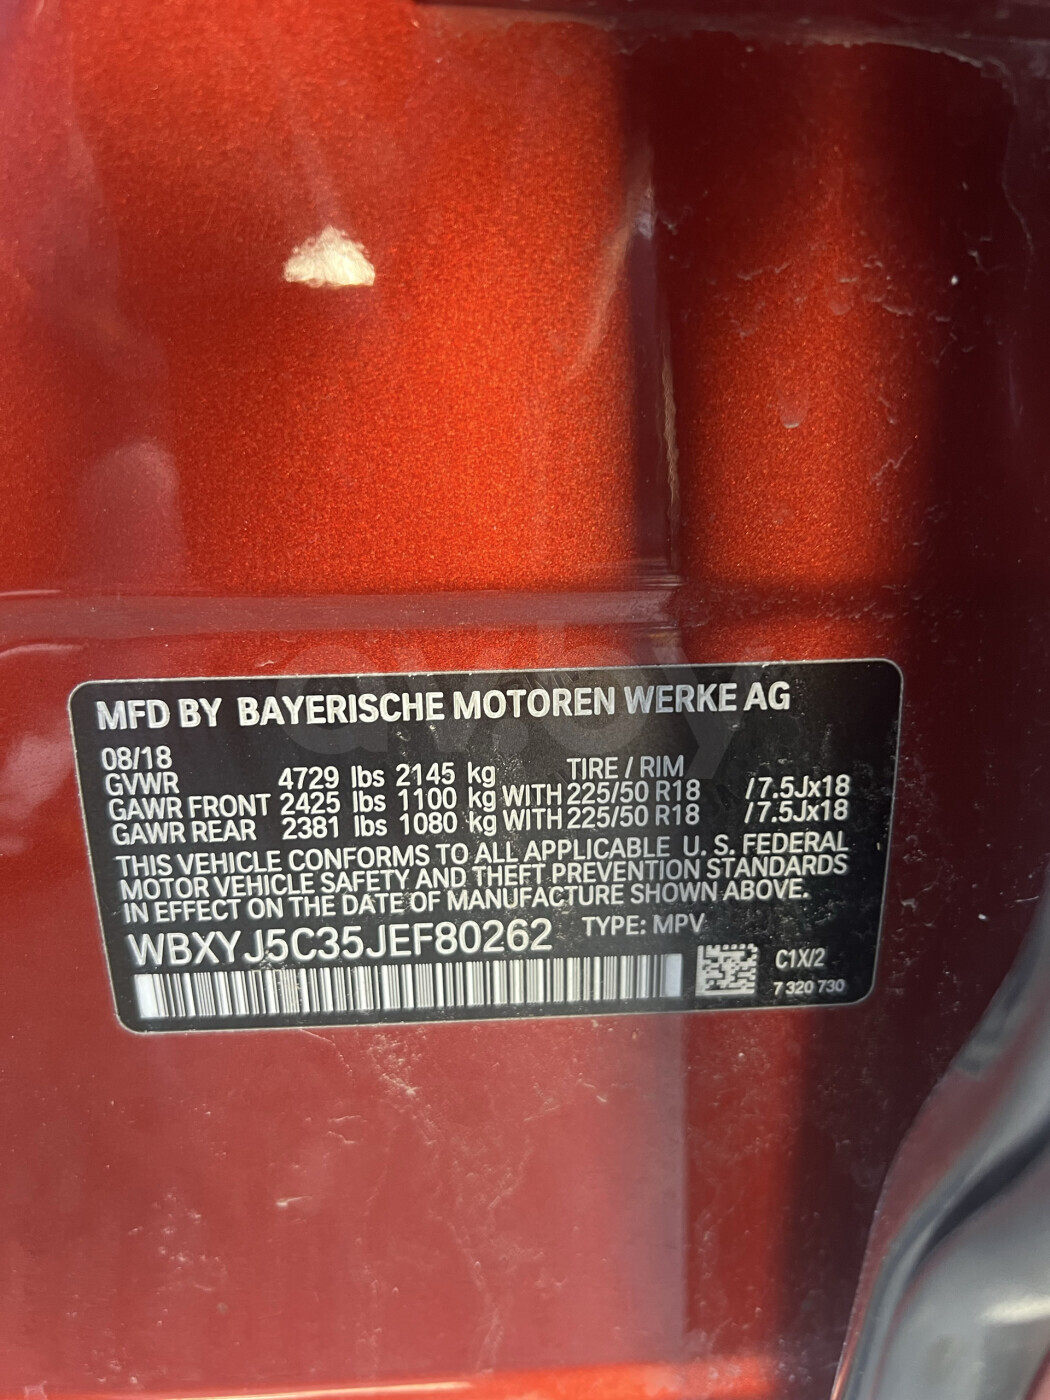 MFD BY BAYERISCHE MOTOREN WERKE AG
08/18
GVWR 4729 lbs 2145 kg TIRE / RIM
GAWR FRONT 2425 lbs 1100 kg WITH 225/50 R18 /7.5Jx18
GAWR REAR 2381 lbs 1080 kg WITH 225/50 R18 /7.5Jx18
THIS VEHICLE CONFORMS TO ALL APPLICABLE U. S. FEDERAL
MOTOR VEHICLE SAFETY AND THEFT PREVENTION STANDARDS
IN EFFECT ON THE DATE OF MANUFACTURE SHOWN ABOVE.
WBXYJ5C35JEF80262 TYPE: MPV
C1X/2
7 320 730
av.by